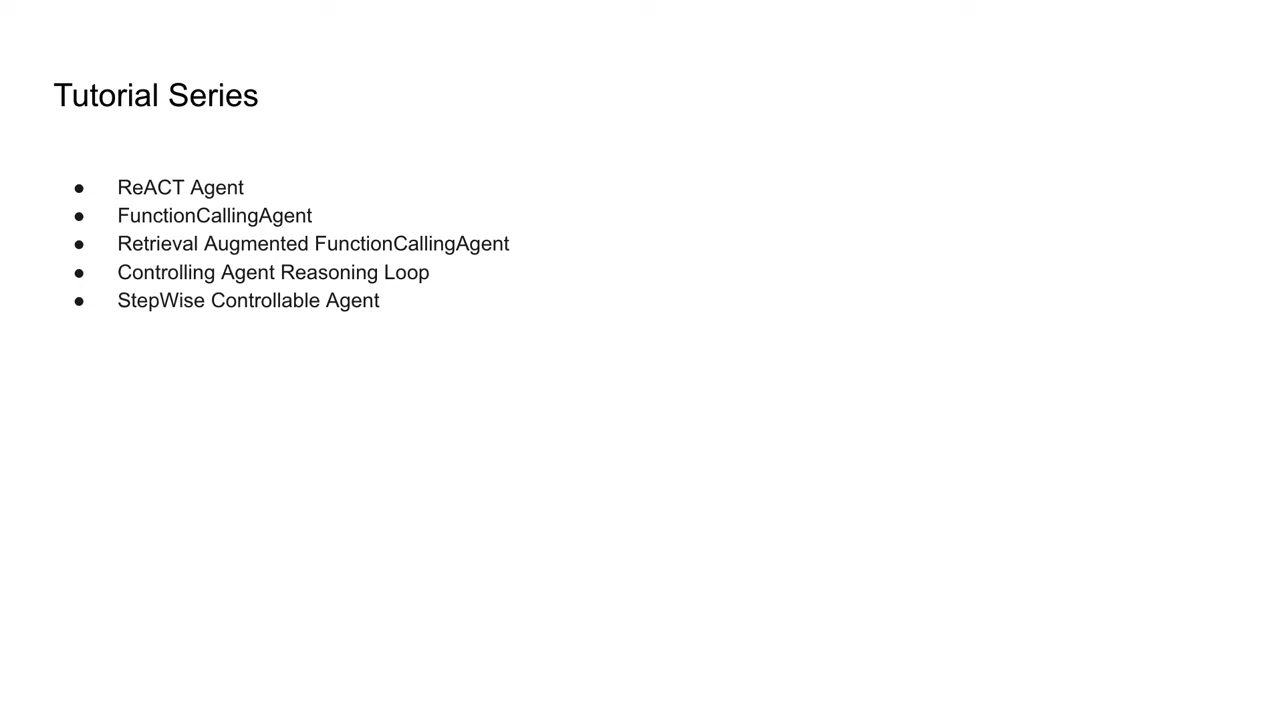 Tutorial Series
● ReACT Agent
● FunctionCallingAgent
● Retrieval Augmented FunctionCallingAgent
● Controlling Agent Reasoning Loop
● StepWise Controllable Agent